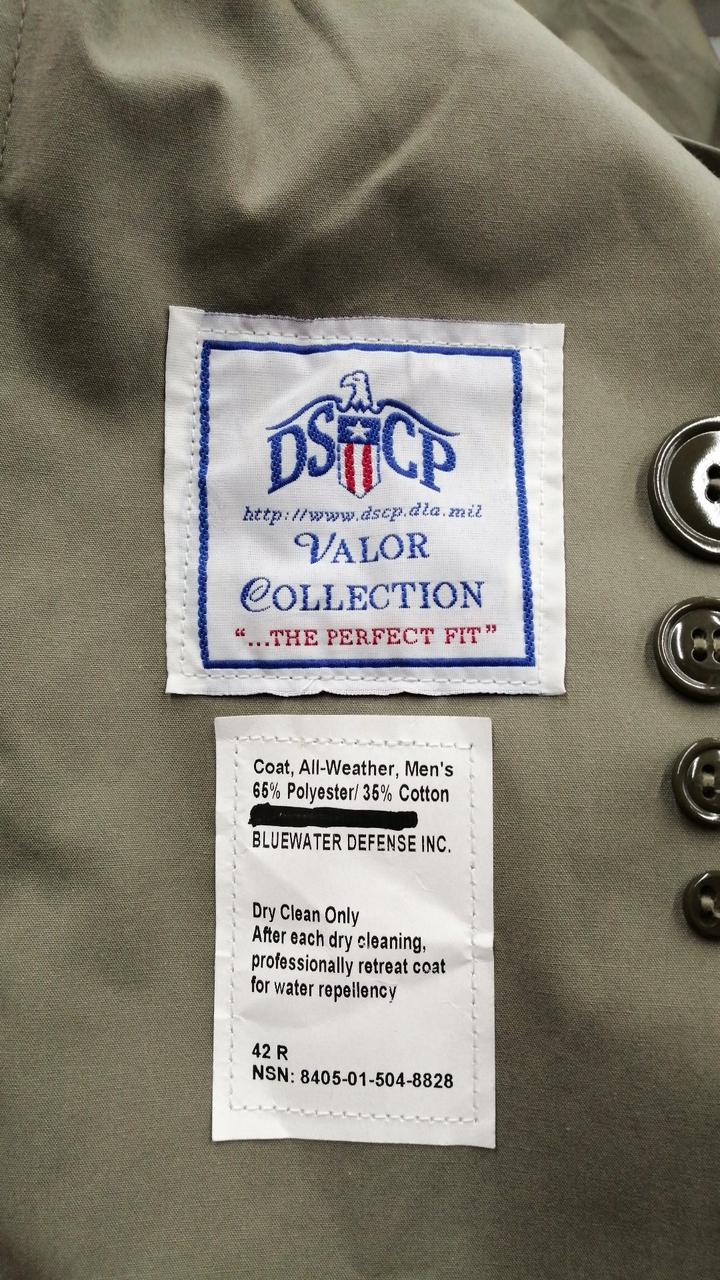 DSCP
http://www.dscp.dla.mil
VALOR
COLLECTION
"...THE PERFECT FIT"
Coat, All-Weather, Men's
65% Polyester/ 35% Cotton
BLUEWATER DEFENSE INC.
Dry Clean Only
After each dry cleaning,
professionally retreat coat
for water repellency
42 R
NSN: 8405-01-504-8828